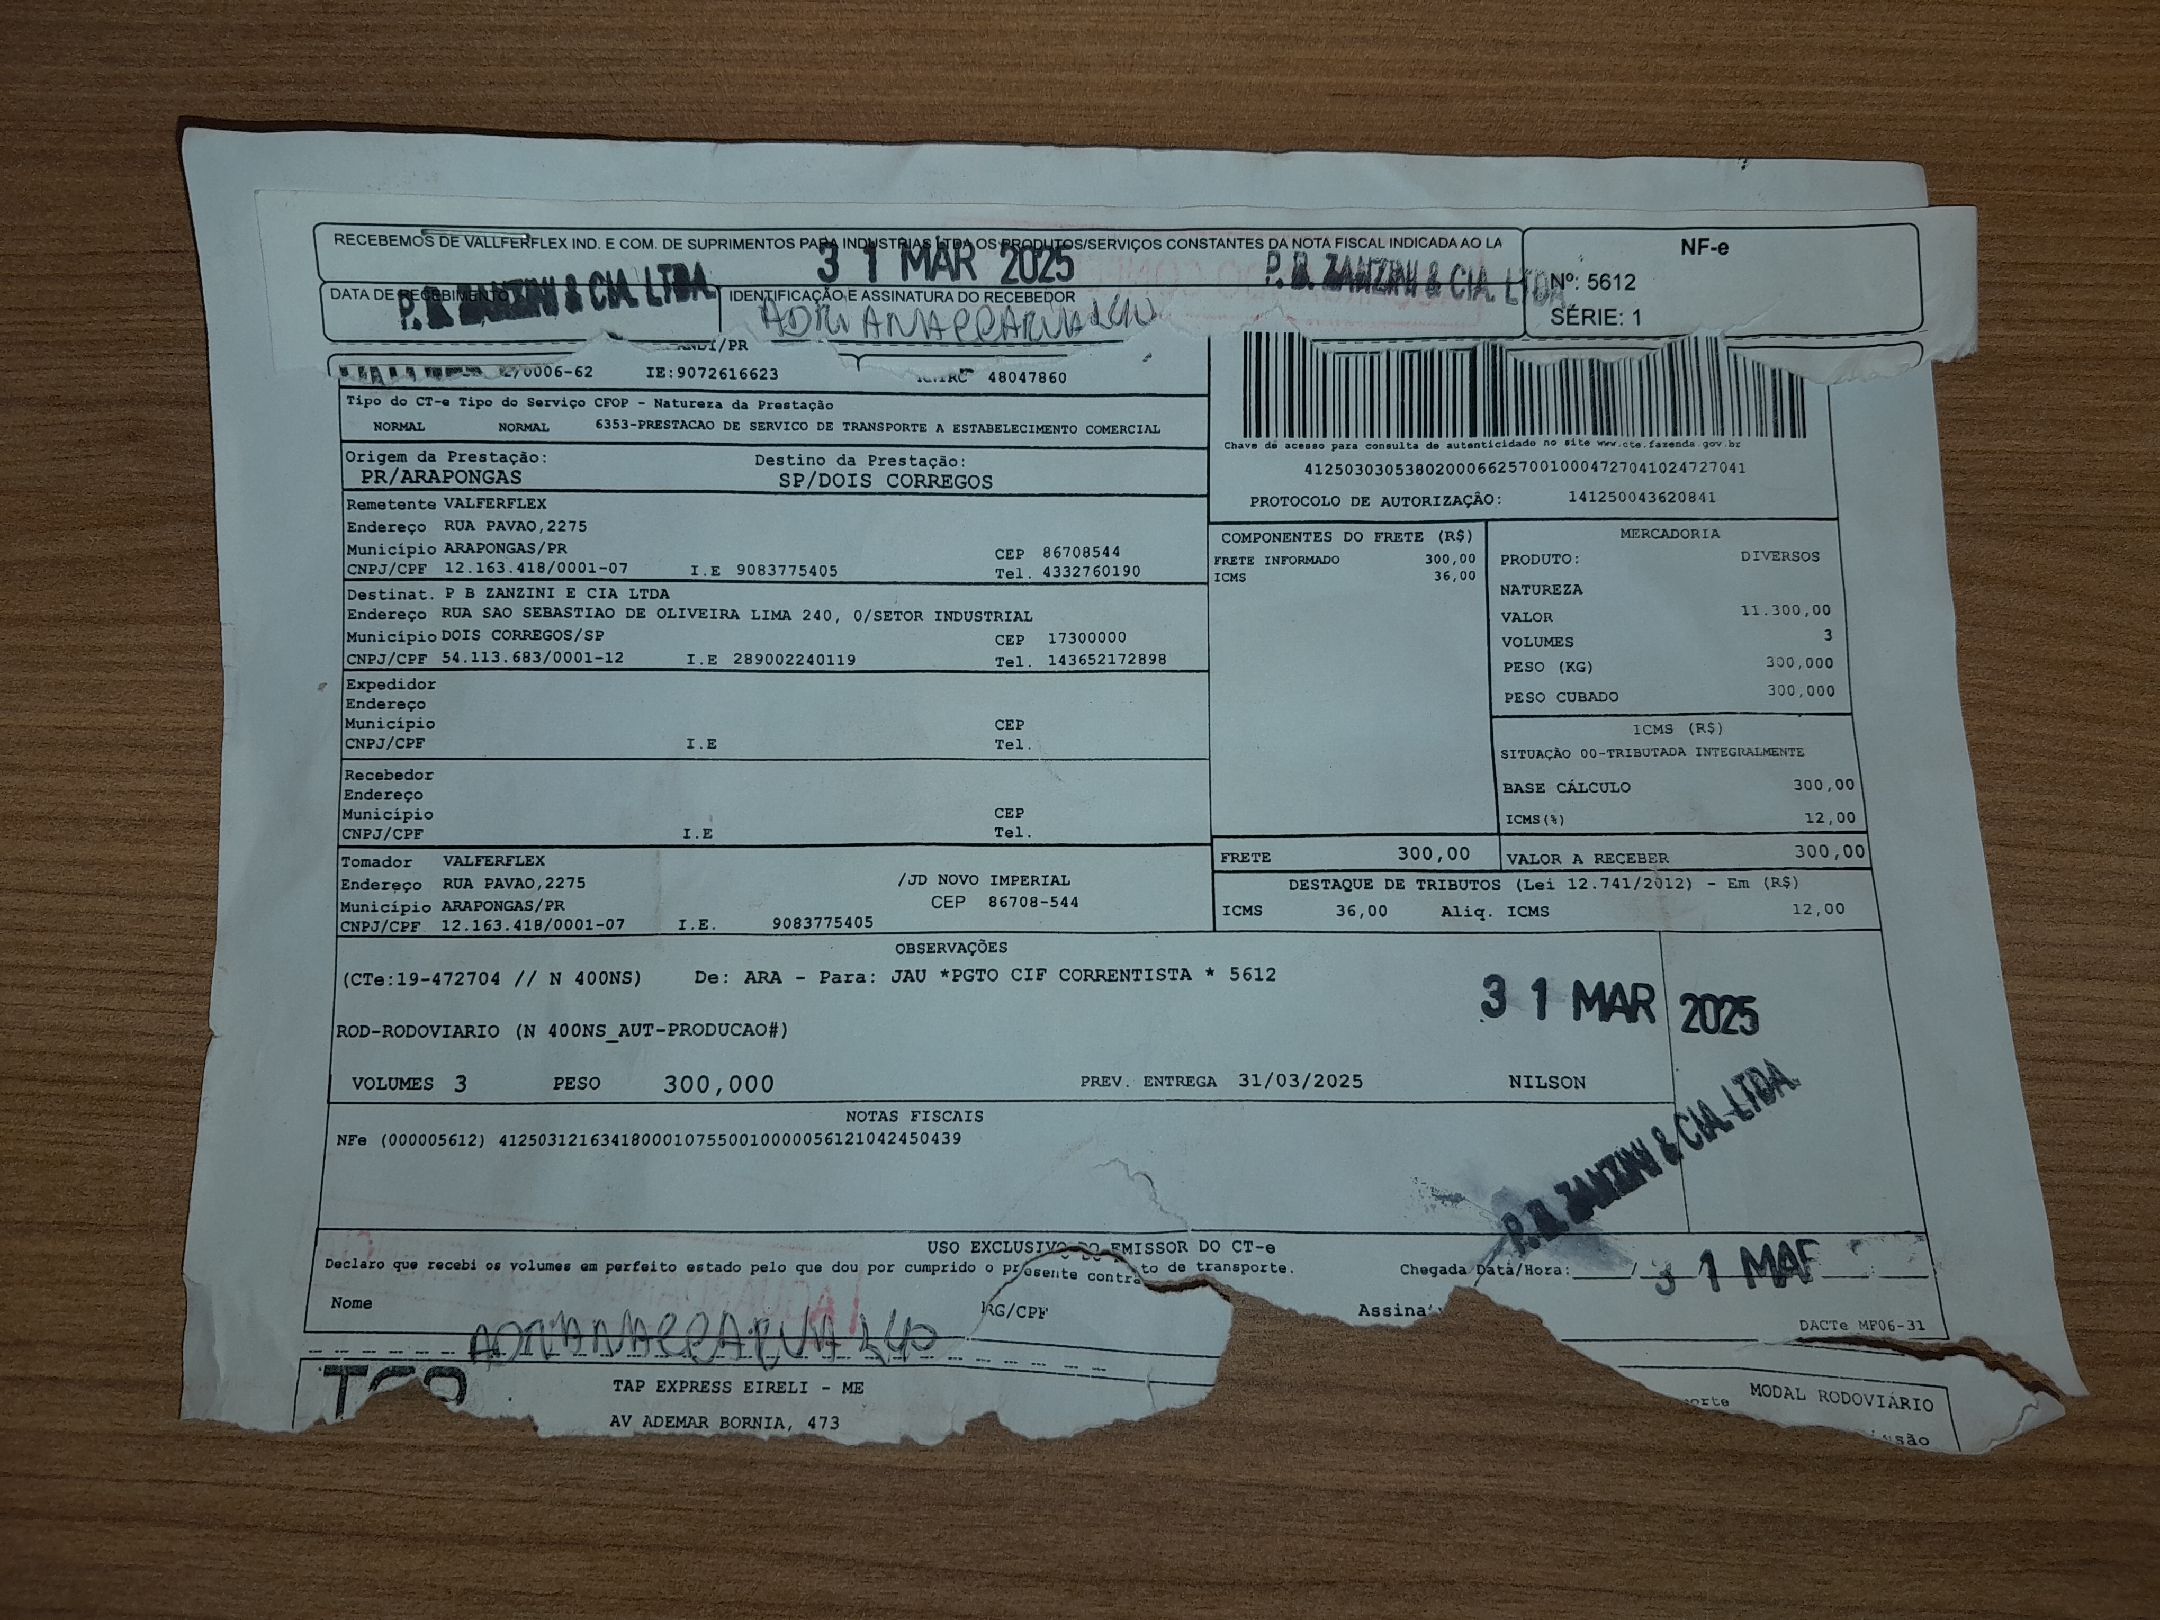 RECEBEMOS DE VALLFERFLEX IND. E COM. DE SUPRIMENTOS PARA INDUSTRIAS LTDA OS PRODUTOS/SERVIÇOS CONSTANTES DA NOTA FISCAL INDICADA AO LA
NF-e
31 MAR 2025
P. B. ZANZINI & CIA. LTDA.
P. B. ZANZINI & CIA. LTDA
Nº: 5612
DATA DE RECEBIMENTO
IDENTIFICAÇÃO E ASSINATURA DO RECEBEDOR
SÉRIE: 1
/PR
/0006-62 IE:9072616623 48047860
Tipo do CT-e Tipo do Serviço CFOP - Natureza da Prestação
NORMAL NORMAL 6353-PRESTACAO DE SERVICO DE TRANSPORTE A ESTABELECIMENTO COMERCIAL
Chave de acesso para consulta de autenticidade no site www.cte.fazenda.gov.br
41250303053802000662570010004727041024727041
PROTOCOLO DE AUTORIZAÇÃO: 141250043620841
Origem da Prestação: Destino da Prestação:
PR/ARAPONGAS SP/DOIS CORREGOS
Remetente VALFERFLEX
Endereço RUA PAVAO,2275
Município ARAPONGAS/PR CEP 86708544
CNPJ/CPF 12.163.418/0001-07 I.E 9083775405 Tel. 4332760190
Destinat. P B ZANZINI E CIA LTDA
Endereço RUA SAO SEBASTIAO DE OLIVEIRA LIMA 240, 0/SETOR INDUSTRIAL
Município DOIS CORREGOS/SP CEP 17300000
CNPJ/CPF 54.113.683/0001-12 I.E 289002240119 Tel. 143652172898
Expedidor
Endereço
Município CEP
CNPJ/CPF I.E Tel.
Recebedor
Endereço
Município CEP
CNPJ/CPF I.E Tel.
Tomador VALFERFLEX
Endereço RUA PAVAO,2275 /JD NOVO IMPERIAL
Município ARAPONGAS/PR CEP 86708-544
CNPJ/CPF 12.163.418/0001-07 I.E. 9083775405
COMPONENTES DO FRETE (R$)
FRETE INFORMADO 300,00
ICMS 36,00
MERCADORIA
PRODUTO: DIVERSOS
NATUREZA
VALOR 11.300,00
VOLUMES 3
PESO (KG) 300,000
PESO CUBADO 300,000
ICMS (R$)
SITUAÇÃO 00-TRIBUTADA INTEGRALMENTE
BASE CÁLCULO 300,00
ICMS(%) 12,00
FRETE 300,00 VALOR A RECEBER 300,00
DESTAQUE DE TRIBUTOS (Lei 12.741/2012) - Em (R$)
ICMS 36,00 Aliq. ICMS 12,00
OBSERVAÇÕES
(CTe:19-472704 // N 400NS) De: ARA - Para: JAU *PGTO CIF CORRENTISTA * 5612
31 MAR 2025
ROD-RODOVIARIO (N 400NS_AUT-PRODUCAO#)
VOLUMES 3 PESO 300,000 PREV. ENTREGA 31/03/2025 NILSON
NOTAS FISCAIS
NFe (000005612) 41250312163418000107550010000056121042450439
P. B. ZANZINI & CIA. LTDA.
USO EXCLUSIVO DO EMISSOR DO CT-e
Declaro que recebi os volumes em perfeito estado pelo que dou por cumprido o presente contra to de transporte.
Chegada Data/Hora: / 31 MAR
Nome RG/CPF Assina
DACTe MF06-31
TAP EXPRESS EIRELI - ME
AV ADEMAR BORNIA, 473
MODAL RODOVIÁRIO